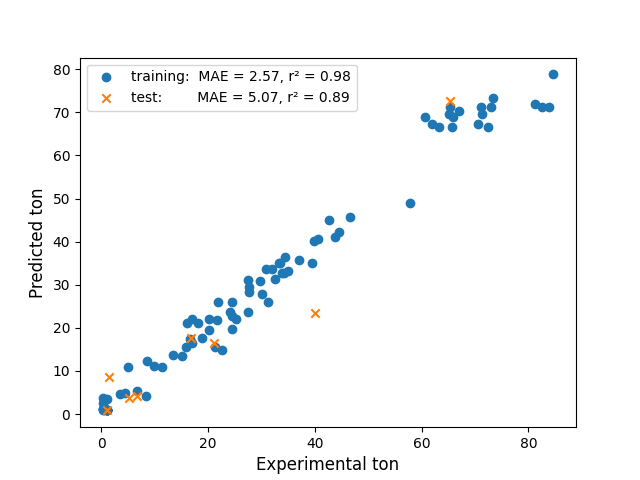 training: MAE = 2.57, r² = 0.98
test: MAE = 5.07, r² = 0.89
80
70
60
50
40
30
20
10
0
Predicted ton
0 20 40 60 80
Experimental ton